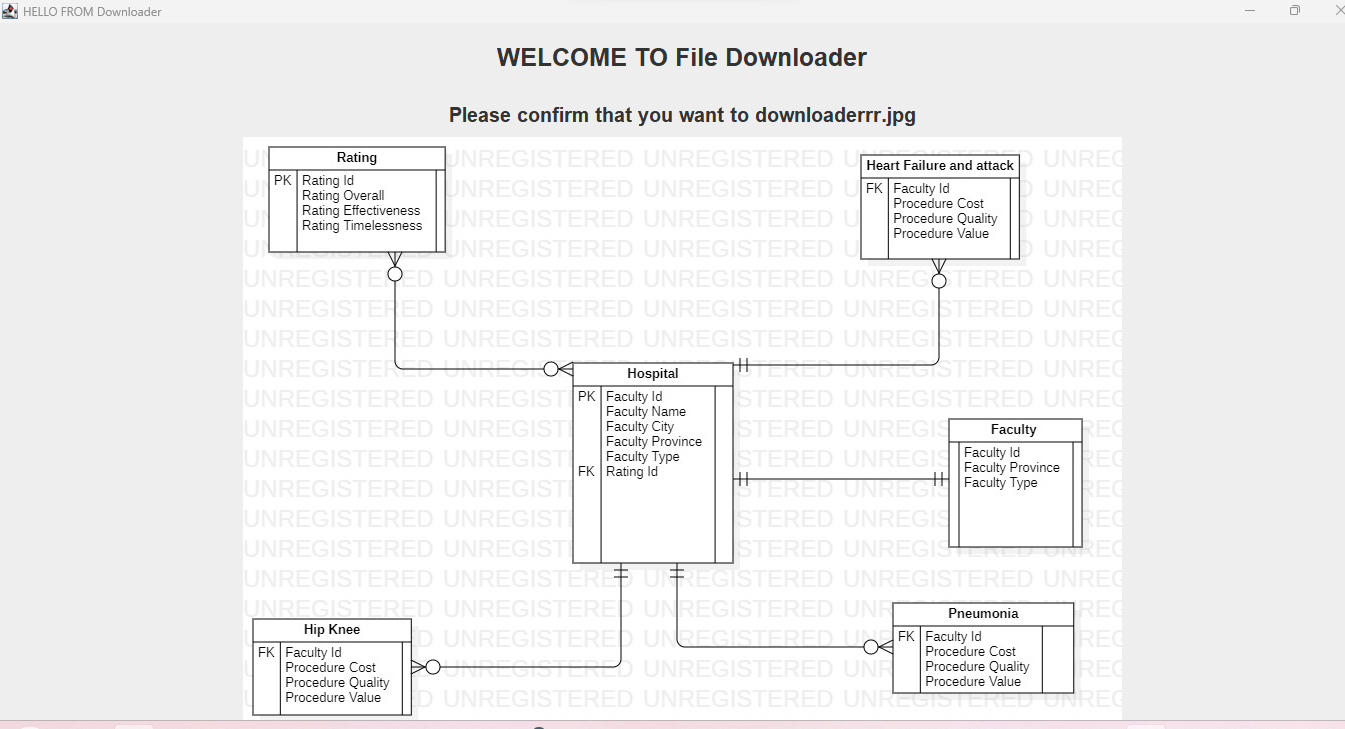 HELLO FROM Downloader
WELCOME TO File Downloader
Please confirm that you want to downloaderrr.jpg
UNREGISTERED UNREGISTERED UNREGISTERED
Rating
PK Rating Id
Rating Overall
Rating Effectiveness
Rating Timelessness
Heart Failure and attack
FK Faculty Id
Procedure Cost
Procedure Quality
Procedure Value
Hospital
PK Faculty Id
Faculty Name
Faculty City
Faculty Province
Faculty Type
FK Rating Id
Faculty
Faculty Id
Faculty Province
Faculty Type
Hip Knee
FK Faculty Id
Procedure Cost
Procedure Quality
Procedure Value
Pneumonia
FK Faculty Id
Procedure Cost
Procedure Quality
Procedure Value